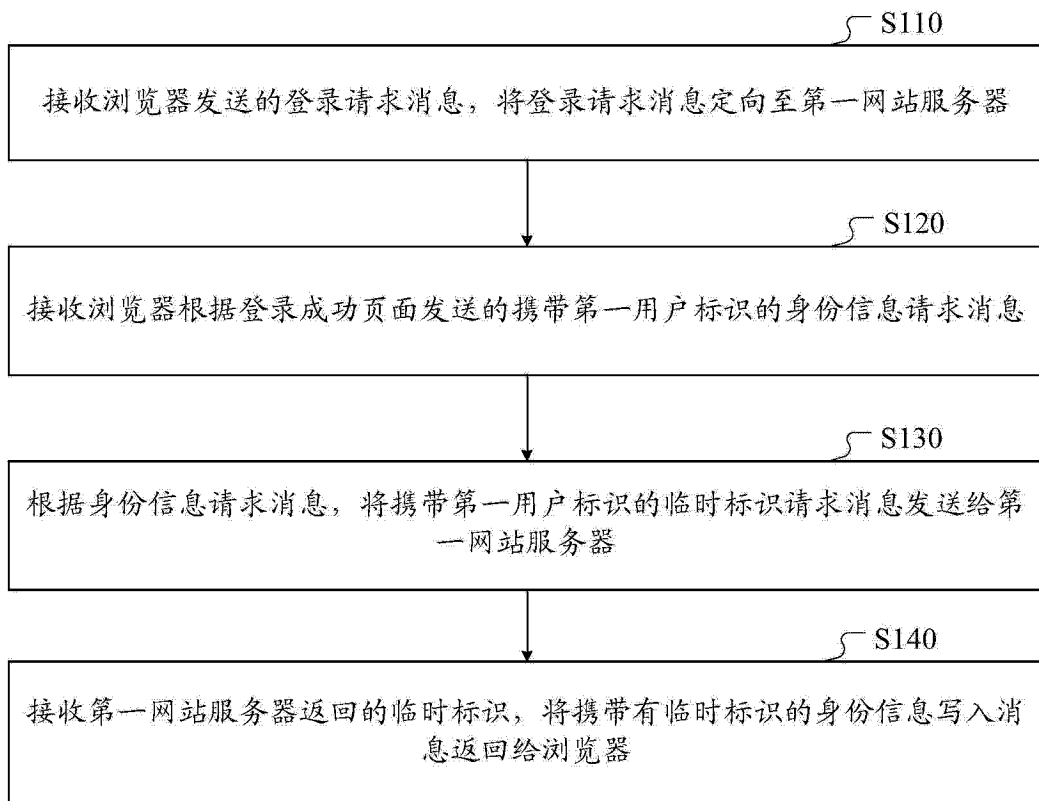 S110
接收浏览器发送的登录请求消息，将登录请求消息定向至第一网站服务器
S120
接收浏览器根据登录成功页面发送的携带第一用户标识的身份信息请求消息
S130
根据身份信息请求消息，将携带第一用户标识的临时标识请求消息发送给第
一网站服务器
S140
接收第一网站服务器返回的临时标识，将携带有临时标识的身份信息写入消
息返回给浏览器